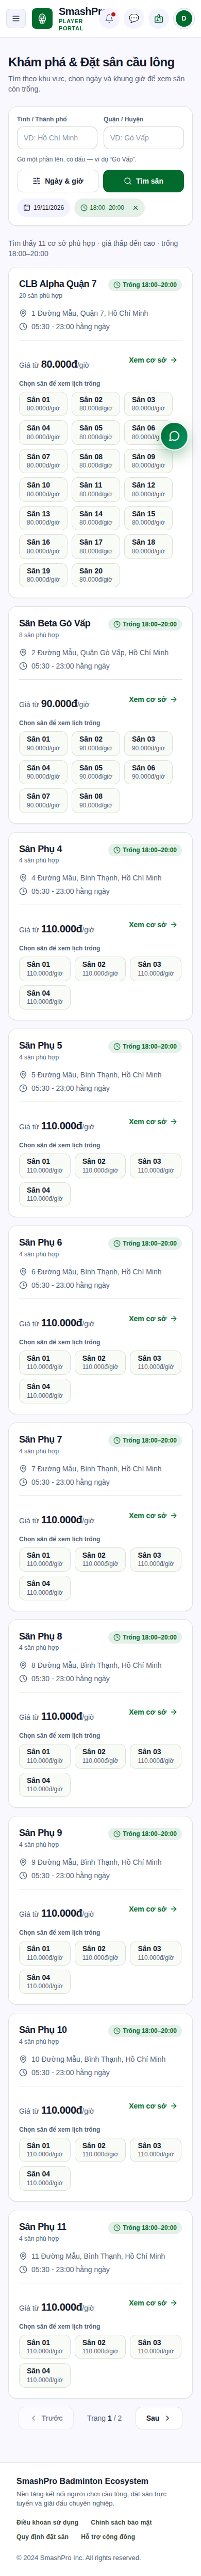 SmashPr
PLAYER
PORTAL
D
Khám phá & Đặt sân cầu lông
Tìm theo khu vực, chọn ngày và khung giờ để xem sân
còn trống.
Tỉnh / Thành phố
Quận / Huyện
VD: Hồ Chí Minh
VD: Gò Vấp
Gõ một phần tên, có dấu — ví dụ "Gò Vấp".
Ngày & giờ
Tìm sân
19/11/2026
18:00–20:00
Tìm thấy 11 cơ sở phù hợp · giá thấp đến cao · trống
18:00–20:00
CLB Alpha Quận 7
Trống 18:00–20:00
20 sân phù hợp
1 Đường Mẫu, Quận 7, Hồ Chí Minh
05:30 - 23:00 hằng ngày
Giá từ 80.000đ/giờ
Xem cơ sở
Chọn sân để xem lịch trống
Sân 01
Sân 02
Sân 03
80.000đ/giờ
80.000đ/giờ
80.000đ/giờ
Sân 04
Sân 05
Sân 06
80.000đ/giờ
80.000đ/giờ
Sân 07
Sân 08
Sân 09
80.000đ/giờ
80.000đ/giờ
80.000đ/giờ
Sân 10
Sân 11
Sân 12
80.000đ/giờ
80.000đ/giờ
80.000đ/giờ
Sân 13
Sân 14
Sân 15
80.000đ/giờ
80.000đ/giờ
80.000đ/giờ
Sân 16
Sân 17
Sân 18
80.000đ/giờ
80.000đ/giờ
80.000đ/giờ
Sân 19
Sân 20
80.000đ/giờ
80.000đ/giờ
Sân Beta Gò Vấp
Trống 18:00–20:00
8 sân phù hợp
2 Đường Mẫu, Quận Gò Vấp, Hồ Chí Minh
05:30 - 23:00 hằng ngày
Giá từ 90.000đ/giờ
Xem cơ sở
Chọn sân để xem lịch trống
Sân 01
Sân 02
Sân 03
90.000đ/giờ
90.000đ/giờ
90.000đ/giờ
Sân 04
Sân 05
Sân 06
90.000đ/giờ
90.000đ/giờ
90.000đ/giờ
Sân 07
Sân 08
90.000đ/giờ
90.000đ/giờ
Sân Phụ 4
Trống 18:00–20:00
4 sân phù hợp
4 Đường Mẫu, Bình Thạnh, Hồ Chí Minh
05:30 - 23:00 hằng ngày
Giá từ 110.000đ/giờ
Xem cơ sở
Chọn sân để xem lịch trống
Sân 01
Sân 02
Sân 03
110.000đ/giờ
110.000đ/giờ
110.000đ/giờ
Sân 04
110.000đ/giờ
Sân Phụ 5
Trống 18:00–20:00
4 sân phù hợp
5 Đường Mẫu, Bình Thạnh, Hồ Chí Minh
05:30 - 23:00 hằng ngày
Giá từ 110.000đ/giờ
Xem cơ sở
Chọn sân để xem lịch trống
Sân 01
Sân 02
Sân 03
110.000đ/giờ
110.000đ/giờ
110.000đ/giờ
Sân 04
110.000đ/giờ
Sân Phụ 6
Trống 18:00–20:00
4 sân phù hợp
6 Đường Mẫu, Bình Thạnh, Hồ Chí Minh
05:30 - 23:00 hằng ngày
Giá từ 110.000đ/giờ
Xem cơ sở
Chọn sân để xem lịch trống
Sân 01
Sân 02
Sân 03
110.000đ/giờ
110.000đ/giờ
110.000đ/giờ
Sân 04
110.000đ/giờ
Sân Phụ 7
Trống 18:00–20:00
4 sân phù hợp
7 Đường Mẫu, Bình Thạnh, Hồ Chí Minh
05:30 - 23:00 hằng ngày
Giá từ 110.000đ/giờ
Xem cơ sở
Chọn sân để xem lịch trống
Sân 01
Sân 02
Sân 03
110.000đ/giờ
110.000đ/giờ
110.000đ/giờ
Sân 04
110.000đ/giờ
Sân Phụ 8
Trống 18:00–20:00
4 sân phù hợp
8 Đường Mẫu, Bình Thạnh, Hồ Chí Minh
05:30 - 23:00 hằng ngày
Giá từ 110.000đ/giờ
Xem cơ sở
Chọn sân để xem lịch trống
Sân 01
Sân 02
Sân 03
110.000đ/giờ
110.000đ/giờ
110.000đ/giờ
Sân 04
110.000đ/giờ
Sân Phụ 9
Trống 18:00–20:00
4 sân phù hợp
9 Đường Mẫu, Bình Thạnh, Hồ Chí Minh
05:30 - 23:00 hằng ngày
Giá từ 110.000đ/giờ
Xem cơ sở
Chọn sân để xem lịch trống
Sân 01
Sân 02
Sân 03
110.000đ/giờ
110.000đ/giờ
110.000đ/giờ
Sân 04
110.000đ/giờ
Sân Phụ 10
Trống 18:00–20:00
4 sân phù hợp
10 Đường Mẫu, Bình Thạnh, Hồ Chí Minh
05:30 - 23:00 hằng ngày
Giá từ 110.000đ/giờ
Xem cơ sở
Chọn sân để xem lịch trống
Sân 01
Sân 02
Sân 03
110.000đ/giờ
110.000đ/giờ
110.000đ/giờ
Sân 04
110.000đ/giờ
Sân Phụ 11
Trống 18:00–20:00
4 sân phù hợp
11 Đường Mẫu, Bình Thạnh, Hồ Chí Minh
05:30 - 23:00 hằng ngày
Giá từ 110.000đ/giờ
Xem cơ sở
Chọn sân để xem lịch trống
Sân 01
Sân 02
Sân 03
110.000đ/giờ
110.000đ/giờ
110.000đ/giờ
Sân 04
110.000đ/giờ
Trước
Trang 1 / 2
Sau
SmashPro Badminton Ecosystem
Nền tảng kết nối người chơi cầu lông, đặt sân trực
tuyến và giải đấu chuyên nghiệp.
Điều khoản sử dụng
Chính sách bảo mật
Quy định đặt sân
Hỗ trợ cộng đồng
© 2024 SmashPro Inc. All rights reserved.